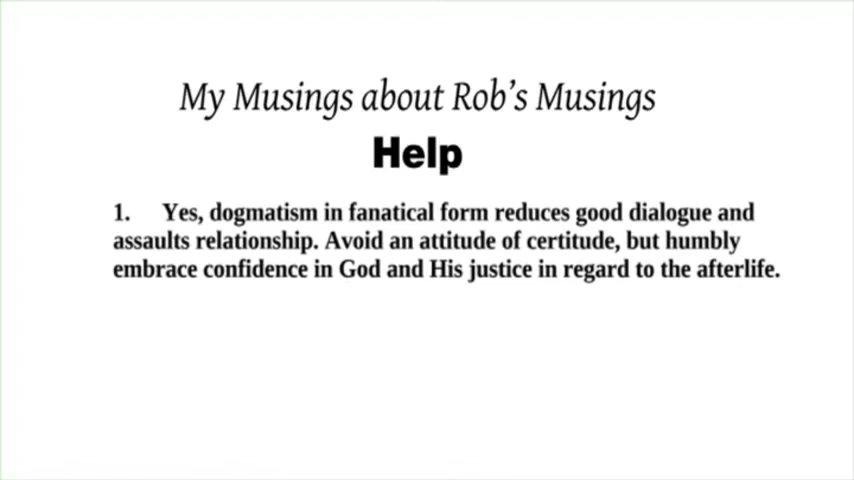 My Musings about Rob's Musings
Help
1. Yes, dogmatism in fanatical form reduces good dialogue and
assaults relationship. Avoid an attitude of certitude, but humbly
embrace confidence in God and His justice in regard to the afterlife.